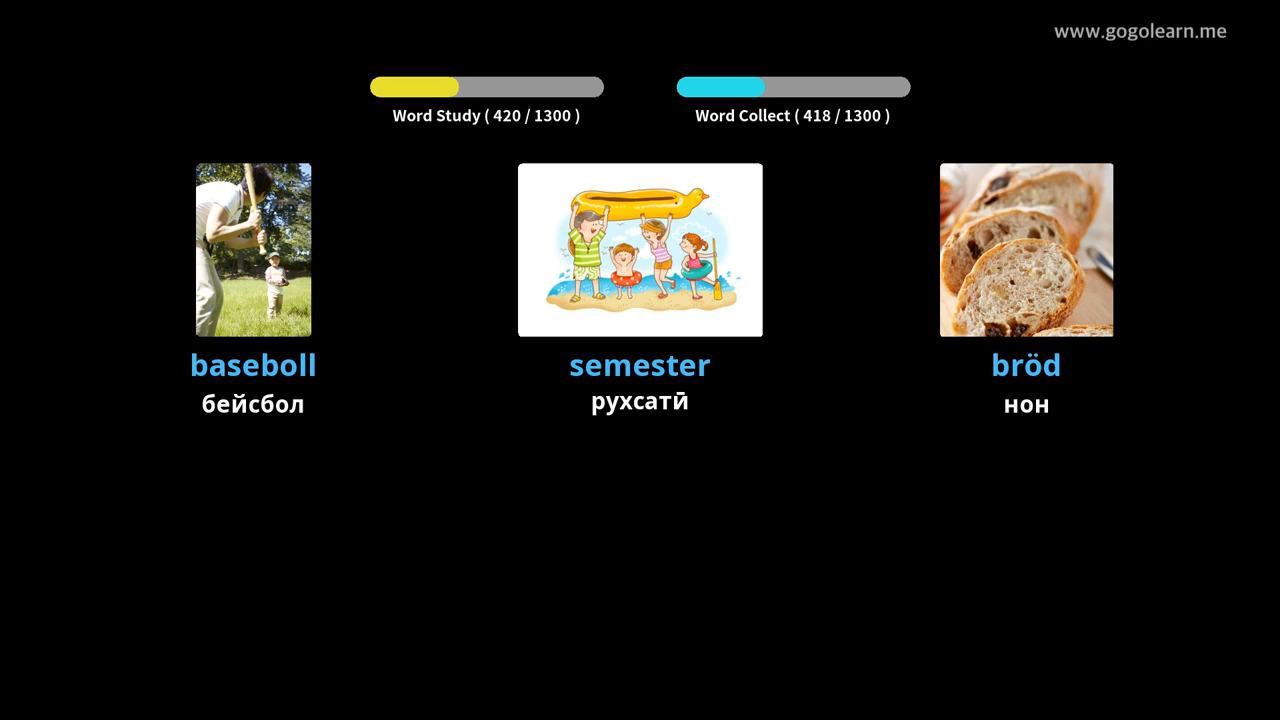 www.gogolearn.me
Word Study ( 420 / 1300 )
Word Collect ( 418 / 1300 )
baseboll
бейсбол
semester
рухсатӣ
bröd
нон